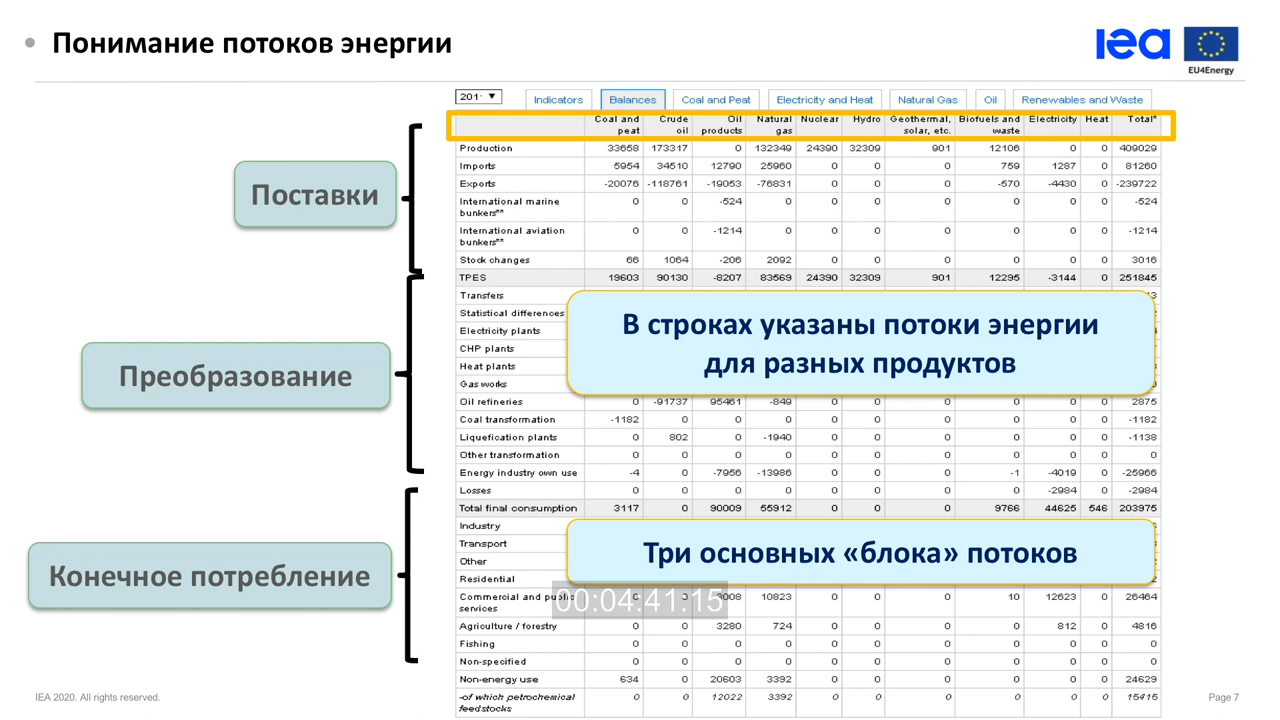 • Понимание потоков энергии
iea
EU4Energy
201
Indicators Balances Coal and Peat Electricity and Heat Natural Gas Oil Renewables and Waste
Coal and peat Crude oil Oil products Natural gas Nuclear Hydro Geothermal, solar, etc. Biofuels and waste Electricity Heat Total*
Production 33658 173317 0 132349 24390 32309 901 12106 0 0 409029
Imports 5954 34510 12790 25960 0 0 0 759 1287 0 81260
Exports -20076 -118761 -19053 -76831 0 0 0 -570 -4430 0 -239722
International marine bunkers** 0 0 -524 0 0 0 0 0 0 0 -524
International aviation bunkers** 0 0 -1214 0 0 0 0 0 0 0 -1214
Stock changes 66 1064 -206 2092 0 0 0 0 0 0 3016
TPES 19603 90130 -8207 83569 24390 32309 901 12295 -3144 0 251845
Transfers
Statistical differences
Electricity plants
CHP plants
Heat plants
Gas works
Oil refineries 0 -91737 95461 -849 0 0 0 0 0 0 2875
Coal transformation -1182 0 0 0 0 0 0 0 0 0 -1182
Liquefication plants 0 802 0 -1940 0 0 0 0 0 0 -1138
Other transformation 0 0 0 0 0 0 0 0 0 0 0
Energy industry own use -4 0 -7956 -13986 0 0 0 -1 -4019 0 -25966
Losses 0 0 0 0 0 0 0 0 -2984 0 -2984
Total final consumption 3117 0 90009 55912 0 0 0 9766 44625 546 203975
Industry
Transport
Other
Residential
Commercial and public services 0 0 3008 10823 0 0 0 10 12623 0 26464
Agriculture / forestry 0 0 3280 724 0 0 0 0 812 0 4816
Fishing 0 0 0 0 0 0 0 0 0 0 0
Non-specified 0 0 0 0 0 0 0 0 0 0 0
Non-energy use 634 0 20603 3392 0 0 0 0 0 0 24629
-of which petrochemical feedstocks 0 0 12022 3392 0 0 0 0 0 0 15415
Поставки
Преобразование
Конечное потребление
В строках указаны потоки энергии
для разных продуктов
Три основных «блока» потоков
00:04:41:15
IEA 2020. All rights reserved.
Page 7